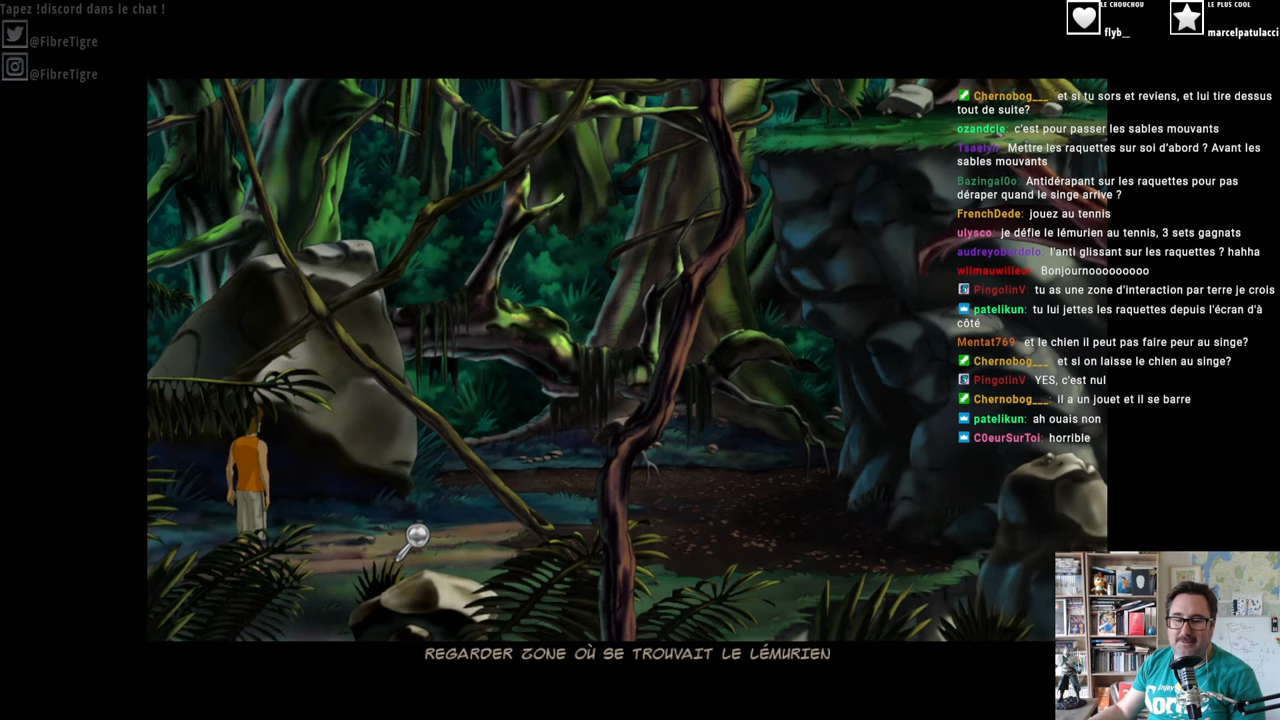 Tapez !discord dans le chat !
@FibreTigre
@FibreTigre
LE CHOUCHOU
flyb__
LE PLUS COOL
marcelpatulacci
Chernobog___ et si tu sors et reviens, et lui tire dessus
tout de suite?
ozandcie: c'est pour passer les sables mouvants
Tsaelyn: Mettre les raquettes sur soi d'abord ? Avant les
sables mouvants
Bazingal0o: Antidérapant sur les raquettes pour pas
déraper quand le singe arrive ?
FrenchDede: jouez au tennis
ulysco: je défie le lémurien au tennis, 3 sets gagnats
l'anti glissant sur les raquettes ? hahha
Bonjournooooooooo
PingolinV: tu as une zone d'interaction par terre je crois
patelikun: tu lui jettes les raquettes depuis l'écran d'à
côté
Mentat769: et le chien il peut pas faire peur au singe?
Chernobog___: et si on laisse le chien au singe?
PingolinV: YES, c'est nul
Chernobog___: il a un jouet et il se barre
patelikun: ah ouais non
C0eurSurToi: horrible
REGARDER ZONE OÙ SE TROUVAIT LE LÉMURIEN
Enjoy